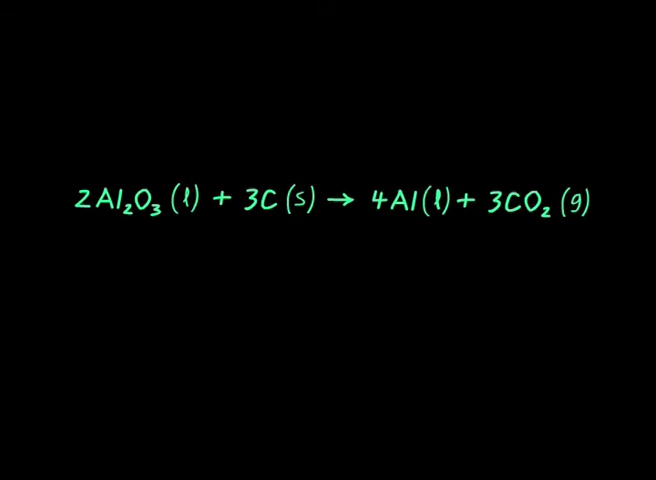 2Al₂O₃ (l) + 3C (s) → 4Al (l) + 3CO₂ (g)